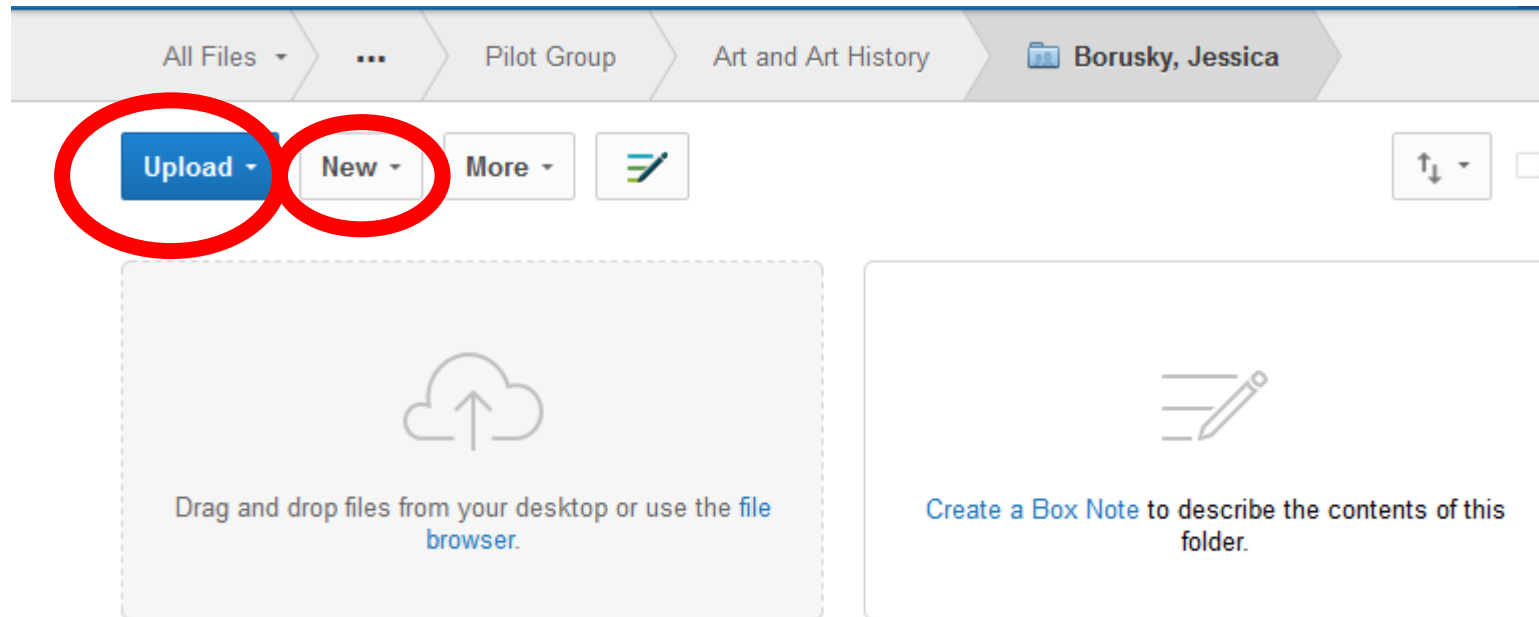 All Files ... Pilot Group Art and Art History Borusky, Jessica
Upload New More
Drag and drop files from your desktop or use the file
browser.
Create a Box Note to describe the contents of this
folder.